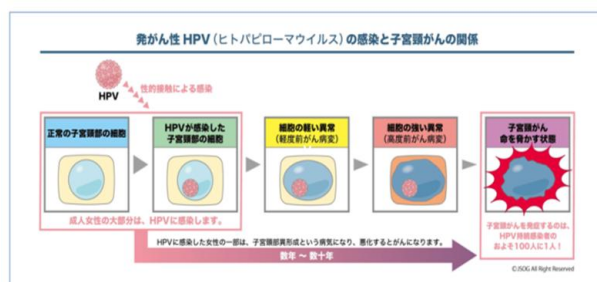 発がん性HPV(ヒトパピローマウイルス)の感染と子宮頸がんの関係
HPV
性的接触による感染
正常の子宮頸部の細胞
HPVが感染した
子宮頸部の細胞
細胞の軽い異常
(軽度前がん病変)
細胞の強い異常
(高度前がん病変)
子宮頸がん
命を脅かす状態
成人女性の大部分は、HPVに感染します。
子宮頸がんを発症するのは、
HPV持続感染者の
およそ100人に1人!
HPVに感染した女性の一部は、子宮頸部異形成という病気になり、悪化するとがんになります。
数年 〜 数十年
©JSOG All Right Reserved